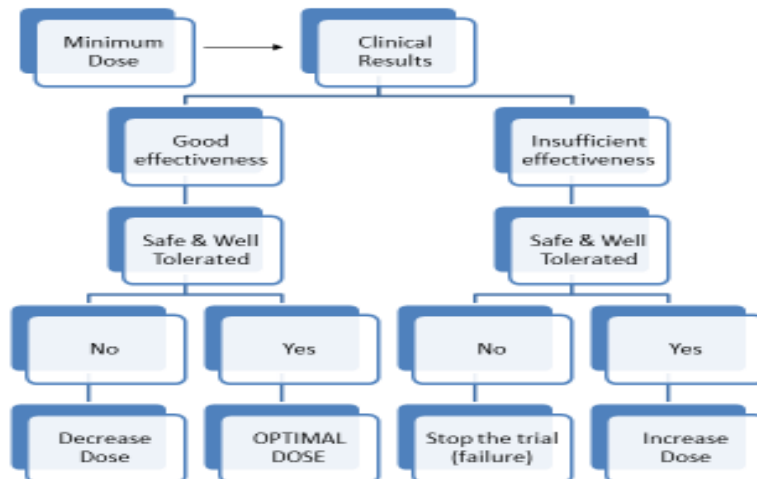 Minimum
Dose
Clinical
Results
Good
effectiveness
Insufficient
effectiveness
Safe & Well
Tolerated
Safe & Well
Tolerated
No
Yes
No
Yes
Decrease
Dose
OPTIMAL
DOSE
Stop the trial
(failure)
Increase
Dose